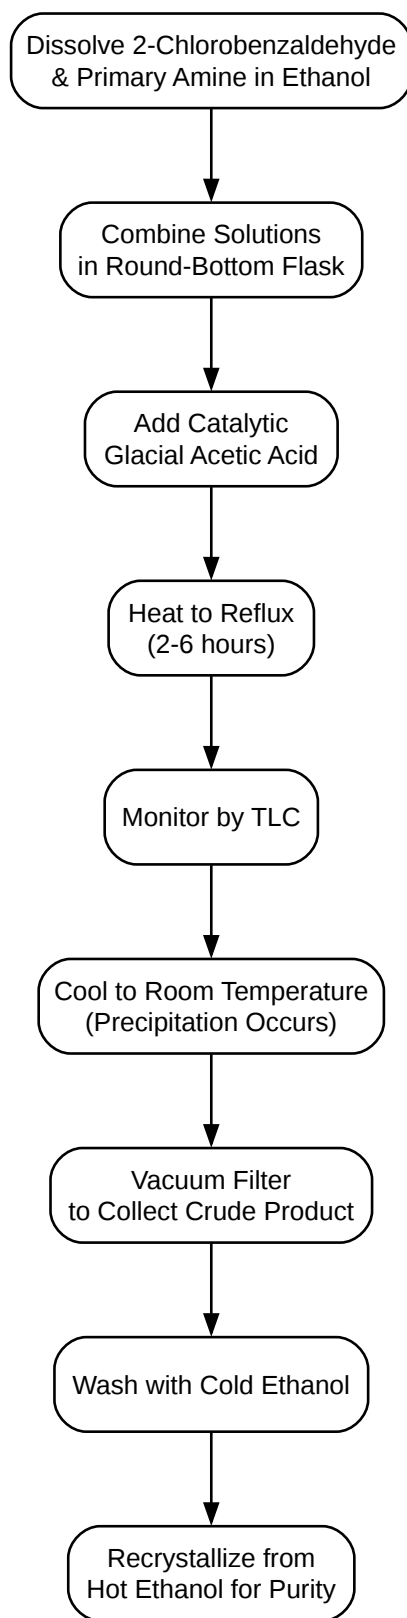 Dissolve 2-Chlorobenzaldehyde
& Primary Amine in Ethanol
Combine Solutions
in Round-Bottom Flask
Add Catalytic
Glacial Acetic Acid
Heat to Reflux
(2-6 hours)
Monitor by TLC
Cool to Room Temperature
(Precipitation Occurs)
Vacuum Filter
to Collect Crude Product
Wash with Cold Ethanol
Recrystallize from
Hot Ethanol for Purity